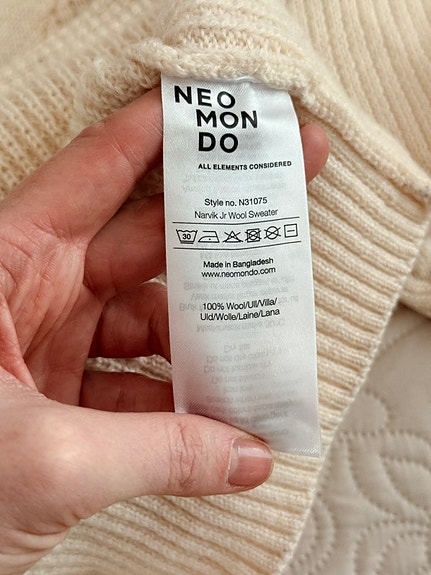 NEO
MON
DO
ALL ELEMENTS CONSIDERED
Style no. N31075
Narvik Jr Wool Sweater
30
Made in Bangladesh
www.neomondo.com
100% Wool/Ull/Villa/
Uld/Wolle/Laine/Lana